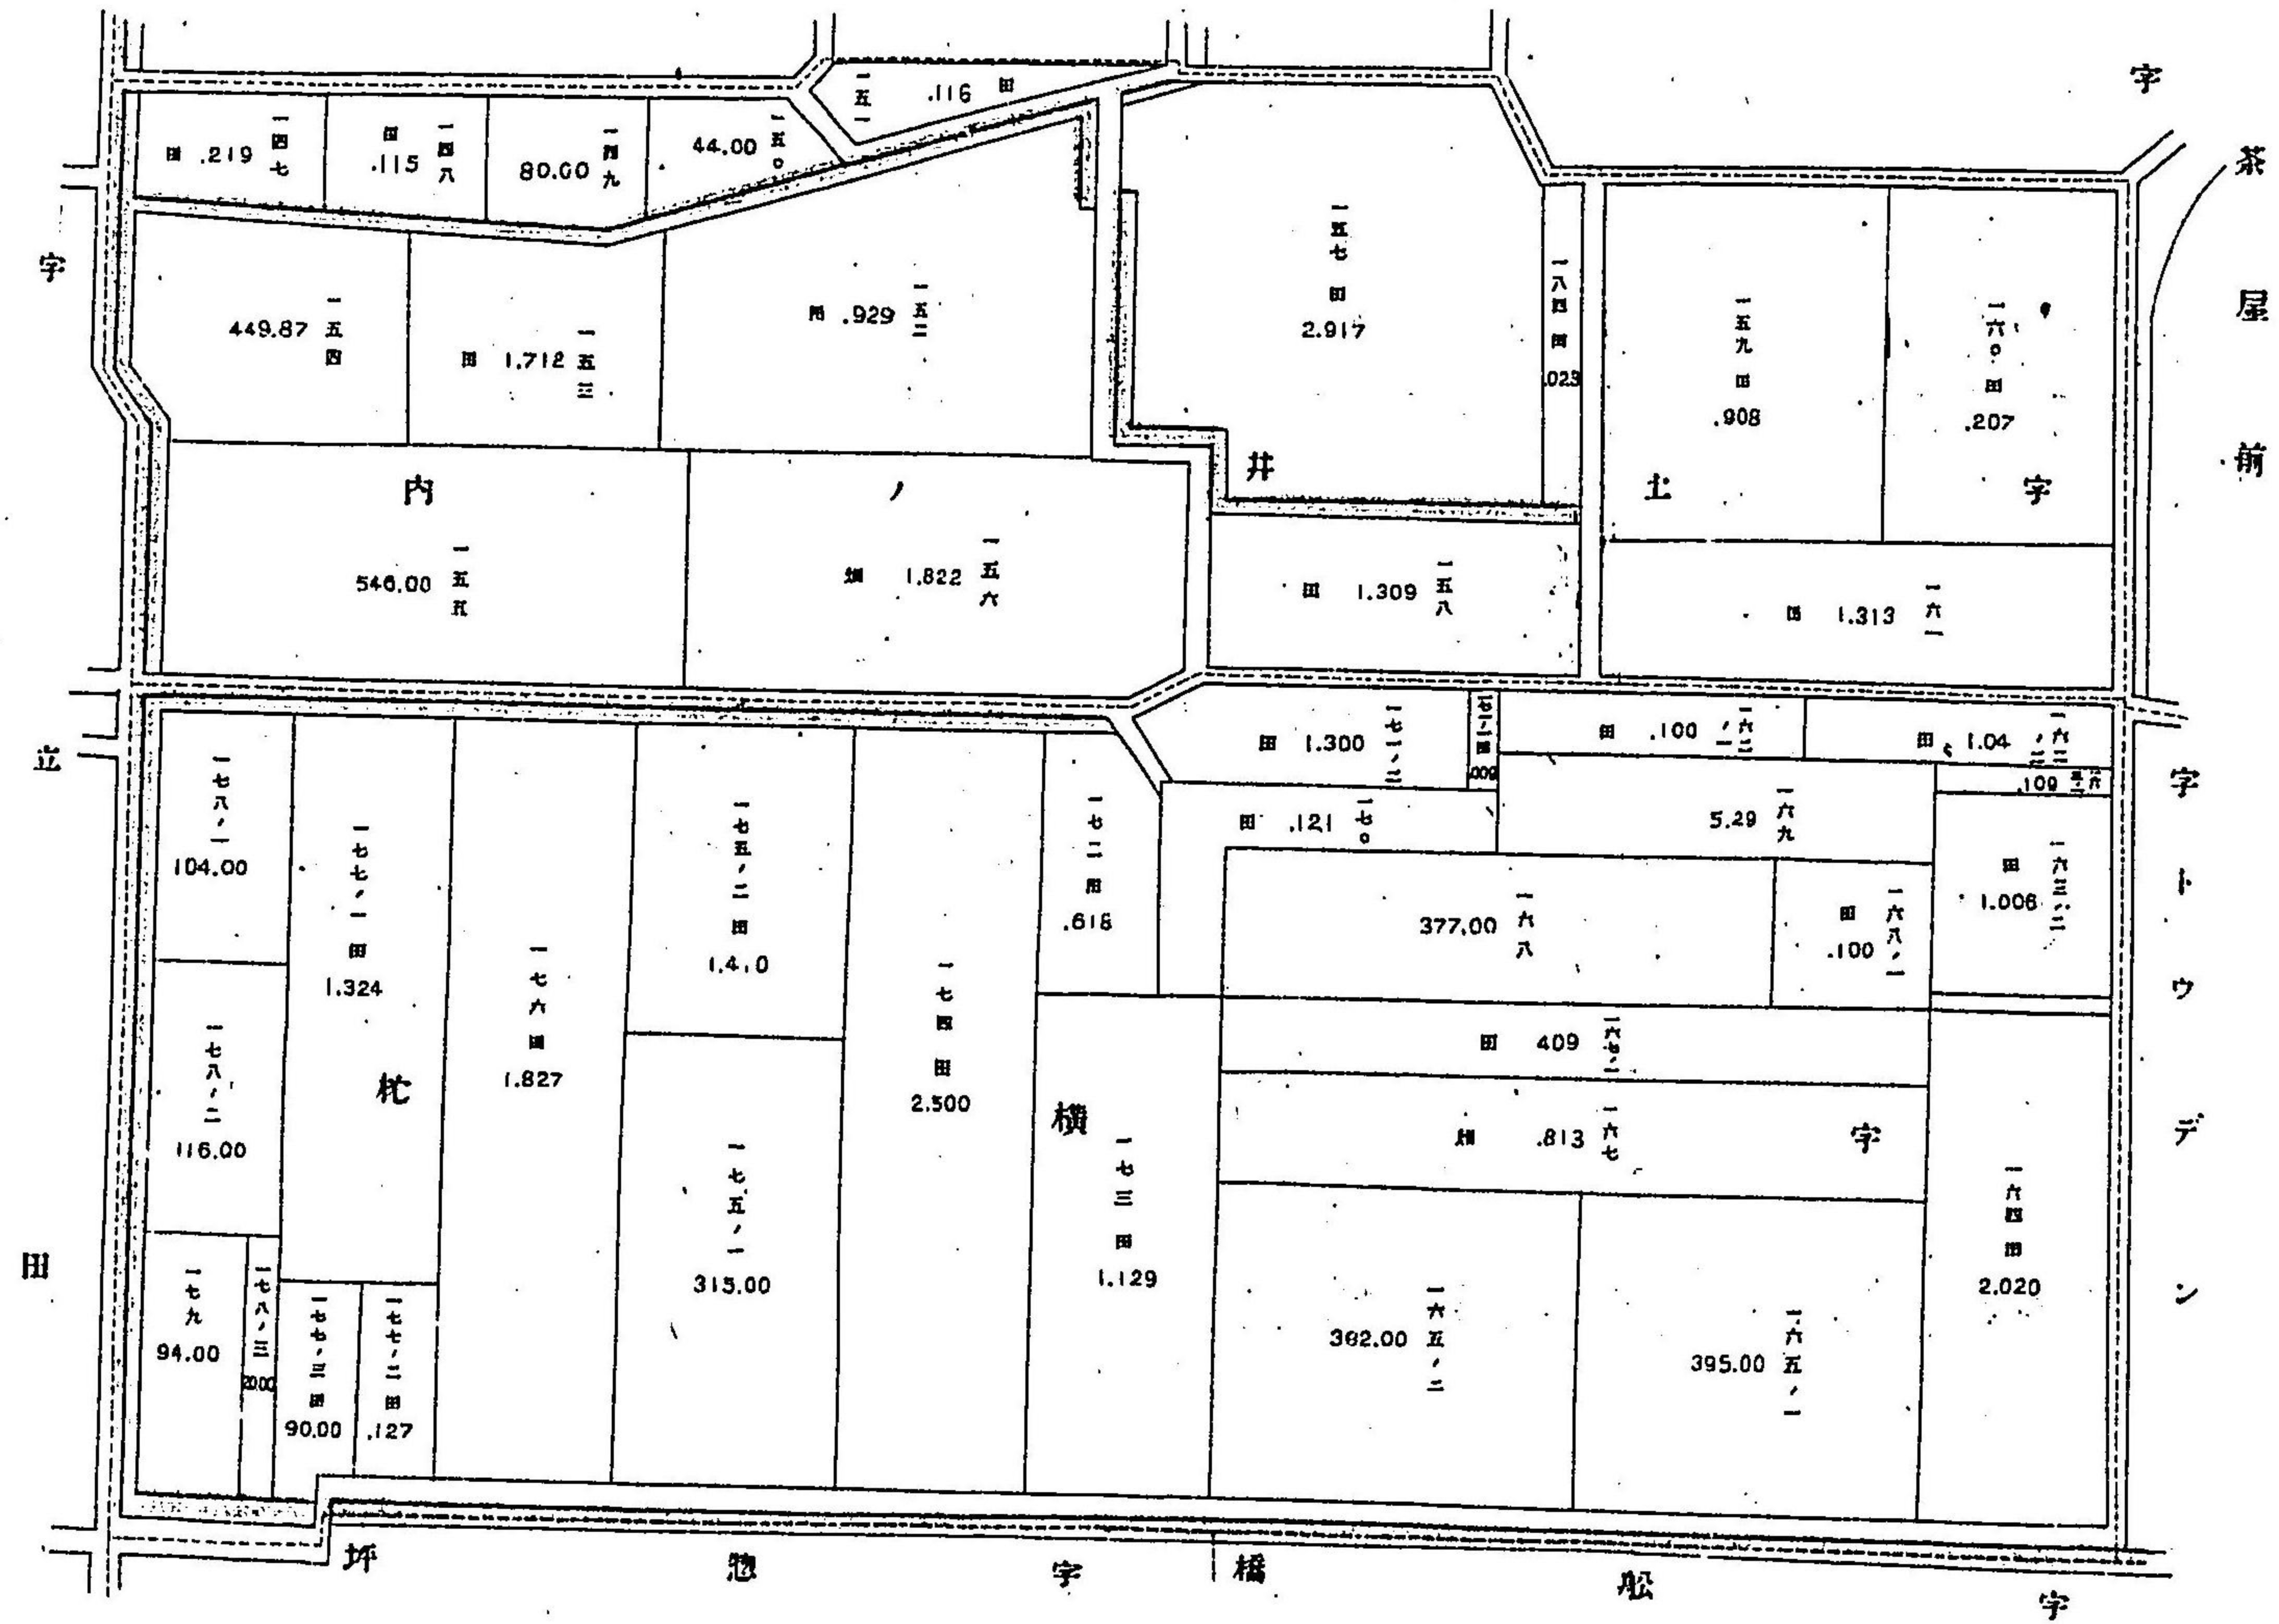 字 茶屋前
字 土井ノ内
字 横枇
字 トウデン
字 舩橋
字 惣坪
字 立田
一四七 田 .219
一四八 田 .115
一四九 80.00
一五〇 44.00
一五一 田 .116
一五四 449.87
一五三 田 1.712
一五二 田 .929
一五七 田 2.917
一八四 田 .023
一五九 田 .908
一六〇 田 .207
一五五 546.00
一五六 畑 1.822
一五八 田 1.309
一六一 田 1.313
一七一ノ二 田 1.300
.009
田 .100
田 1.04
.109
一七〇 田 .121
一六九 5.29
一六三ノ二 田 1.006
一六八 377.00
一六八ノ一 田 .100
一七八ノ一 104.00
一七七ノ一 田 1.324
一七六 田 1.827
一七五ノ二 田
一七四 田 2.500
一七二 田 .618
田 409
一六七 畑 .813
一七八ノ二 116.00
一七五ノ一 315.00
一七三 田 1.129
一六四 田 2.020
一六五ノ二
一六五ノ一 395.00
一七九 94.00
一七八ノ三 20.00
一七七ノ三 田 90.00
一七七ノ二 田 .127